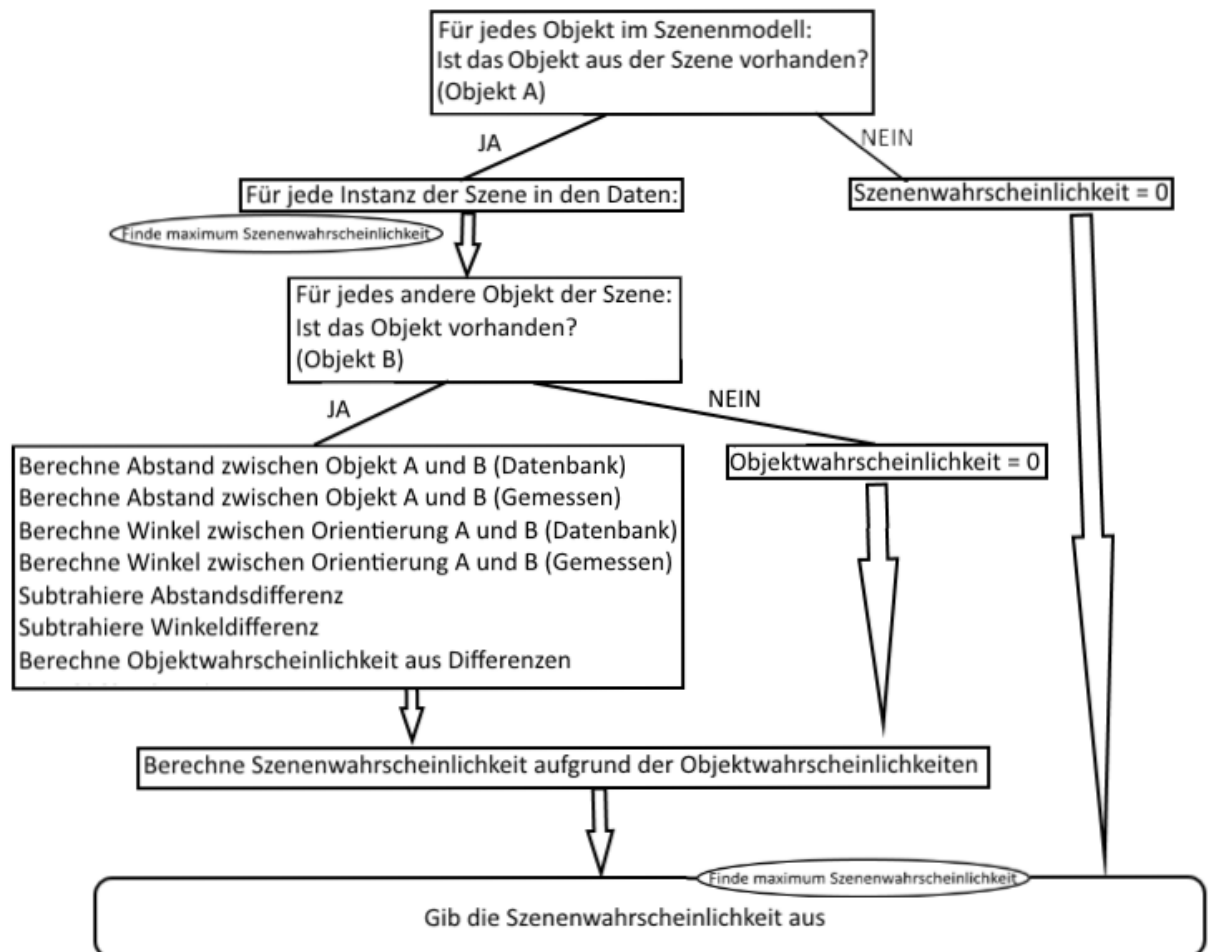 Für jedes Objekt im Szenenmodell:
Ist das Objekt aus der Szene vorhanden?
(Objekt A)
JA
NEIN
Für jede Instanz der Szene in den Daten:
Szenenwahrscheinlichkeit = 0
Finde maximum Szenenwahrscheinlichkeit
Für jedes andere Objekt der Szene:
Ist das Objekt vorhanden?
(Objekt B)
JA
NEIN
Berechne Abstand zwischen Objekt A und B (Datenbank)
Berechne Abstand zwischen Objekt A und B (Gemessen)
Berechne Winkel zwischen Orientierung A und B (Datenbank)
Berechne Winkel zwischen Orientierung A und B (Gemessen)
Subtrahiere Abstandsdifferenz
Subtrahiere Winkeldifferenz
Berechne Objektwahrscheinlichkeit aus Differenzen
Objektwahrscheinlichkeit = 0
Berechne Szenenwahrscheinlichkeit aufgrund der Objektwahrscheinlichkeiten
Finde maximum Szenenwahrscheinlichkeit
Gib die Szenenwahrscheinlichkeit aus